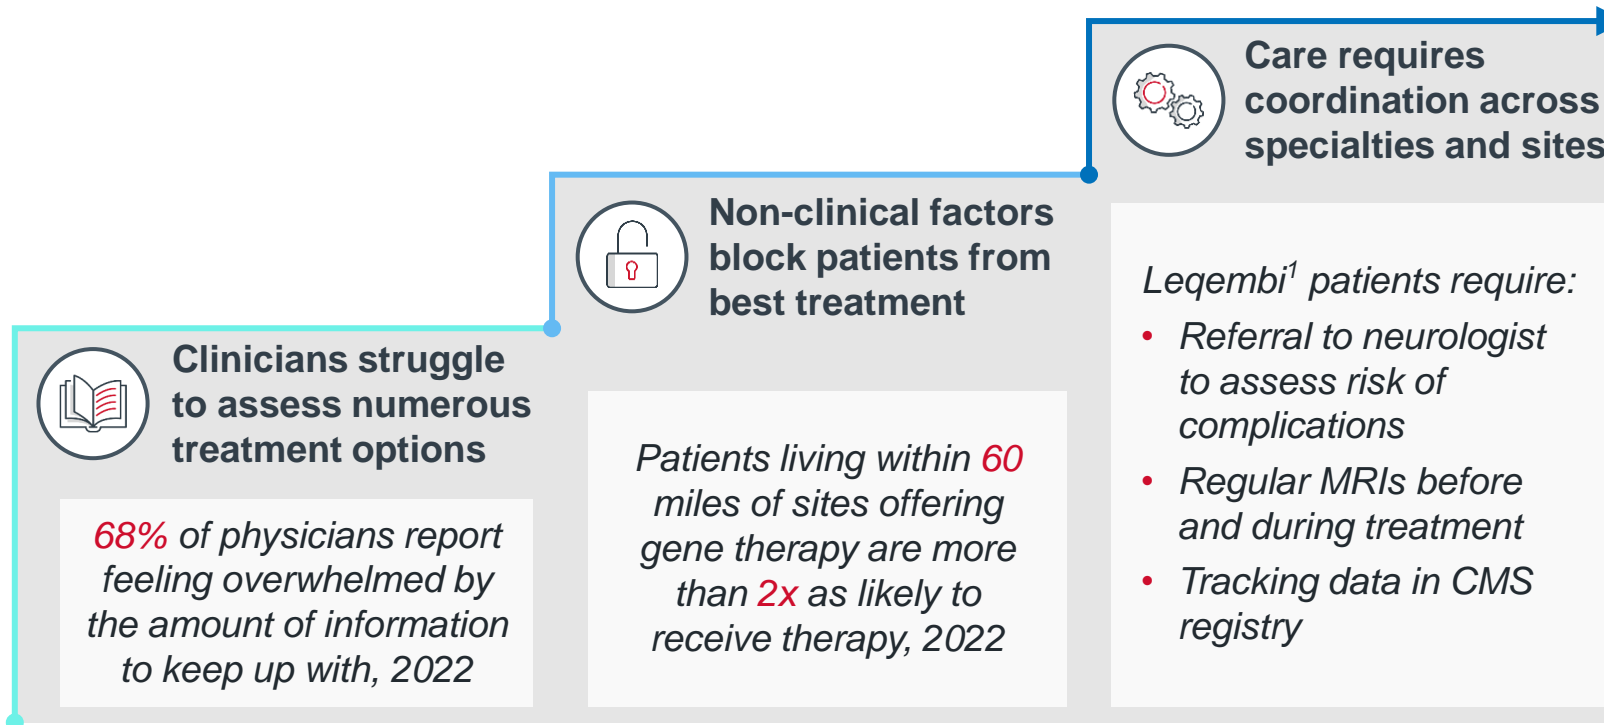 Clinicians struggle
to assess numerous
treatment options
68% of physicians report
feeling overwhelmed by
the amount of information
to keep up with, 2022
Non-clinical factors
block patients from
best treatment
Patients living within 60
miles of sites offering
gene therapy are more
than 2x as likely to
receive therapy, 2022
Care requires
coordination across
specialties and sites
Leqembi¹ patients require:
• Referral to neurologist
to assess risk of
complications
• Regular MRIs before
and during treatment
• Tracking data in CMS
registry